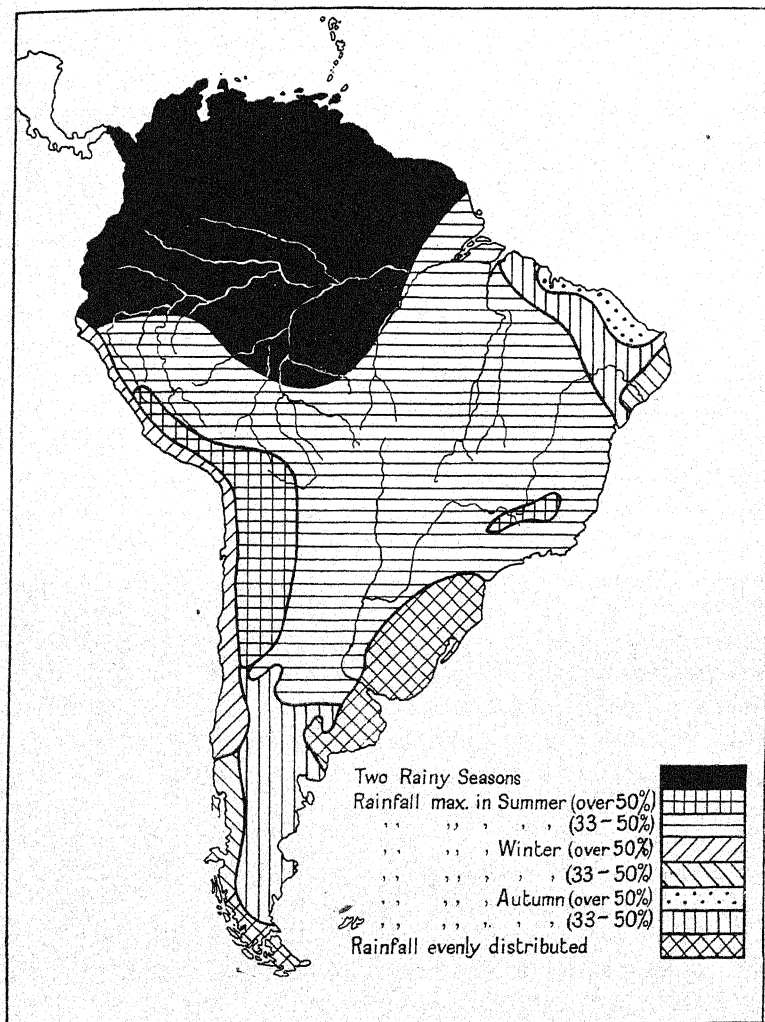 Two Rainy Seasons
Rainfall max. in Summer (over 50%)
,, ,, , , (33-50%)
,, ,, , Winter (over 50%)
,, ,, , , (33-50%)
,, ,, , Autumn (over 50%)
,, ,, , , (33-50%)
Rainfall evenly distributed